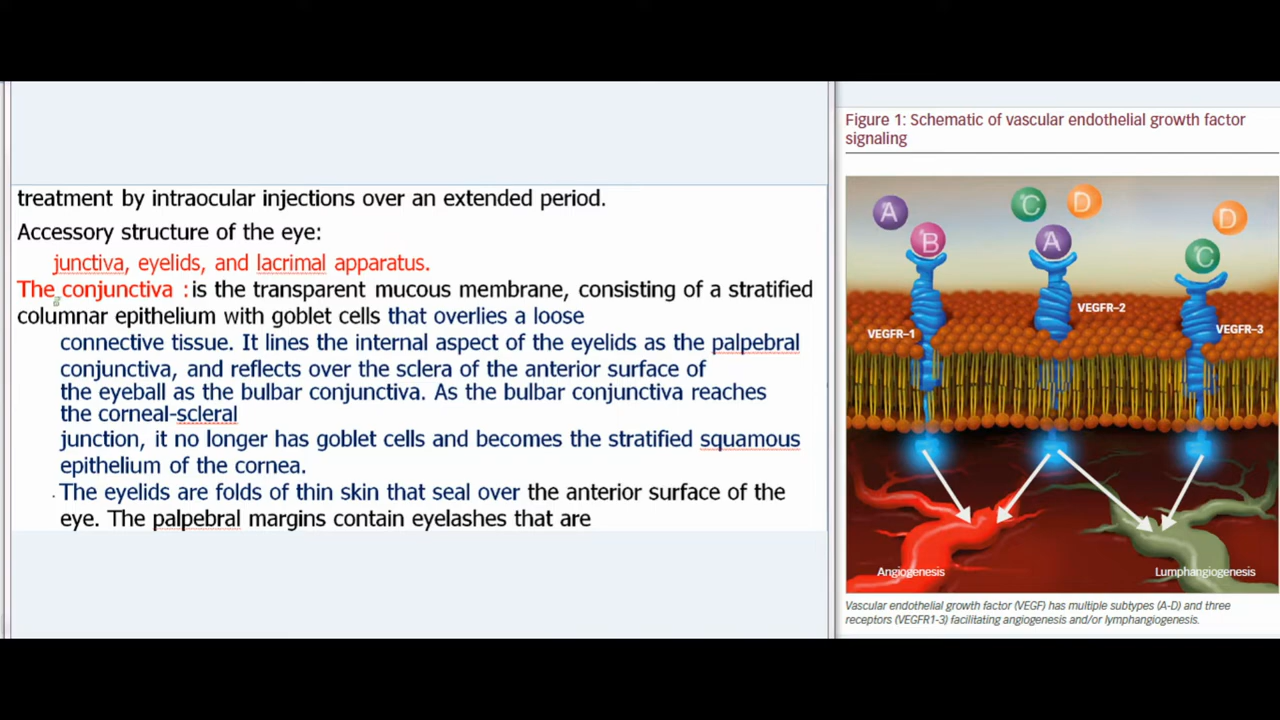 treatment by intraocular injections over an extended period.
Accessory structure of the eye:
junctiva, eyelids, and lacrimal apparatus.
The conjunctiva : is the transparent mucous membrane, consisting of a stratified
columnar epithelium with goblet cells that overlies a loose
connective tissue. It lines the internal aspect of the eyelids as the palpebral
conjunctiva, and reflects over the sclera of the anterior surface of
the eyeball as the bulbar conjunctiva. As the bulbar conjunctiva reaches
the corneal-scleral
junction, it no longer has goblet cells and becomes the stratified squamous
epithelium of the cornea.
The eyelids are folds of thin skin that seal over the anterior surface of the
eye. The palpebral margins contain eyelashes that are
Figure 1: Schematic of vascular endothelial growth factor
signaling
A
B
C
D
A
C
D
VEGFR–1
VEGFR–2
VEGFR–3
Angiogenesis
Lumphangiogenesis
Vascular endothelial growth factor (VEGF) has multiple subtypes (A-D) and three
receptors (VEGFR1-3) facilitating angiogenesis and/or lymphangiogenesis.